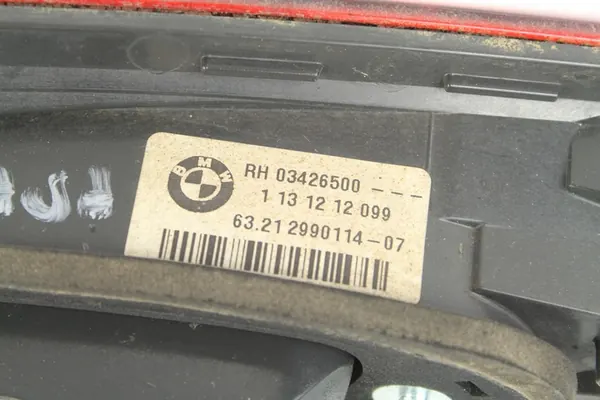 BMW
RH 03426500 ---
1 13 12 12 099
63.21 2990114-07